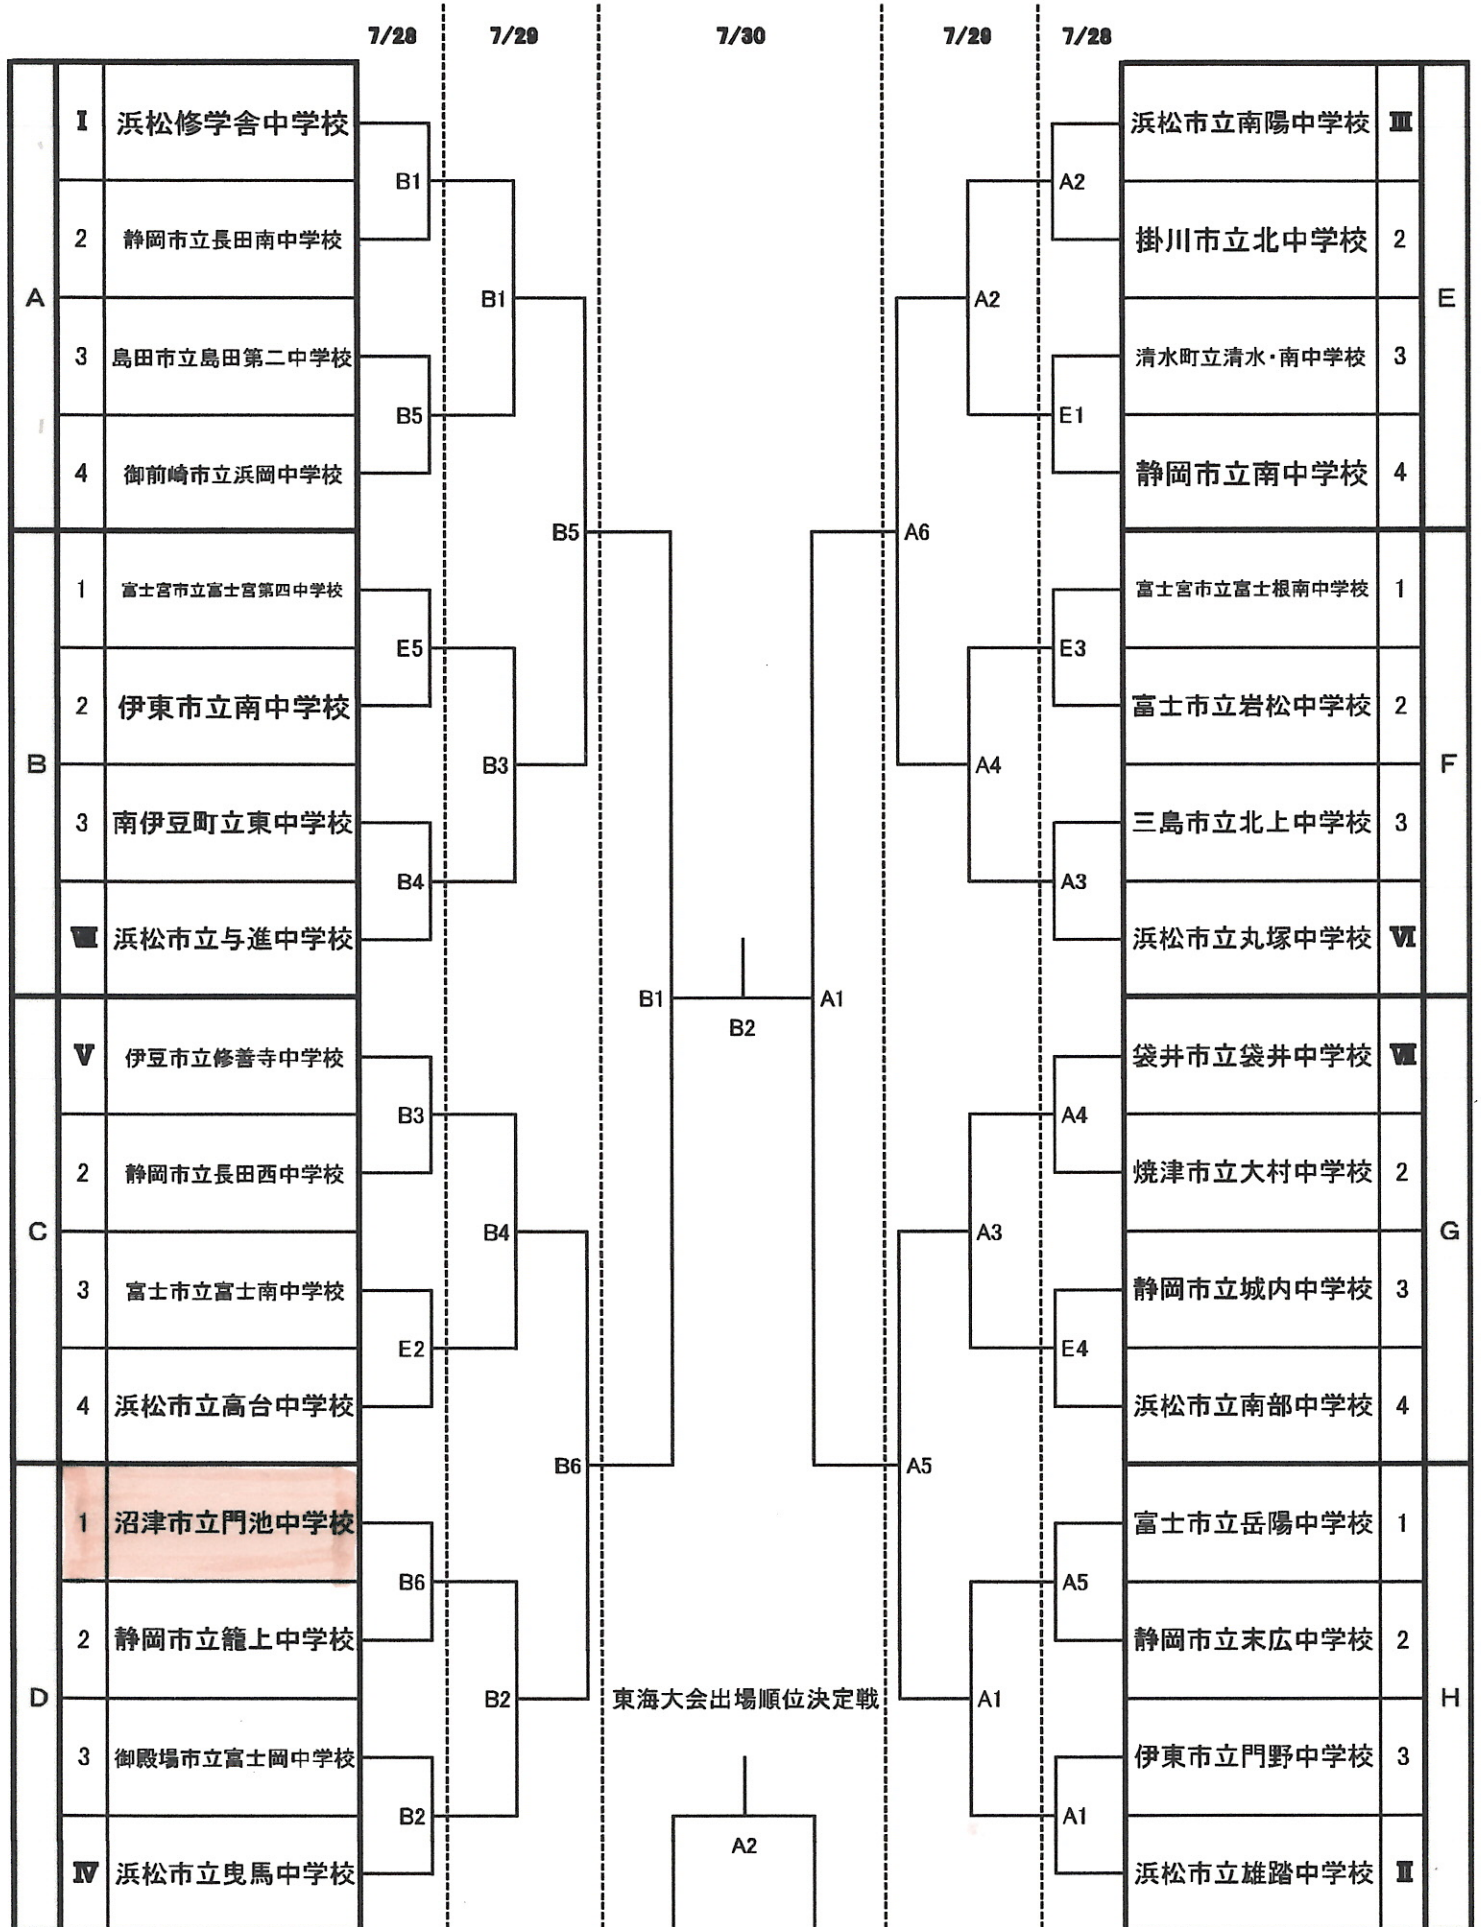 7/28 7/29 7/30 7/29 7/28
A
I 浜松修学舎中学校
B1
2 静岡市立長田南中学校
B1
3 島田市立島田第二中学校
B5
4 御前崎市立浜岡中学校
B5
B
1 富士宮市立富士宮第四中学校
E5
2 伊東市立南中学校
B3
3 南伊豆町立東中学校
B4
Ⅷ 浜松市立与進中学校
B1
C
Ⅴ 伊豆市立修善寺中学校
B3
2 静岡市立長田西中学校
B4
3 富士市立富士南中学校
E2
4 浜松市立高台中学校
B6
D
1 沼津市立門池中学校
B6
2 静岡市立籠上中学校
B2
3 御殿場市立富士岡中学校
B2
Ⅳ 浜松市立曳馬中学校
B2
東海大会出場順位決定戦
A2
浜松市立南陽中学校 Ⅲ
A2
掛川市立北中学校 2
A2
E
清水町立清水・南中学校 3
E1
静岡市立南中学校 4
A6
富士宮市立富士根南中学校 1
E3
富士市立岩松中学校 2
A4
F
三島市立北上中学校 3
A3
浜松市立丸塚中学校 Ⅵ
A1
袋井市立袋井中学校 Ⅶ
A4
焼津市立大村中学校 2
A3
G
静岡市立城内中学校 3
E4
浜松市立南部中学校 4
A5
富士市立岳陽中学校 1
A5
静岡市立末広中学校 2
A1
H
伊東市立門野中学校 3
A1
浜松市立雄踏中学校 Ⅱ